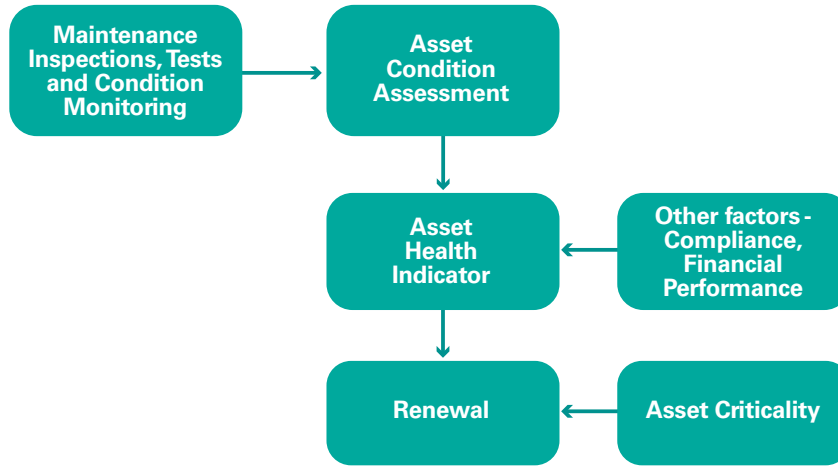 Maintenance
Inspections, Tests
and Condition
Monitoring
Asset
Condition
Assessment
Asset
Health
Indicator
Other factors -
Compliance,
Financial
Performance
Renewal
Asset Criticality